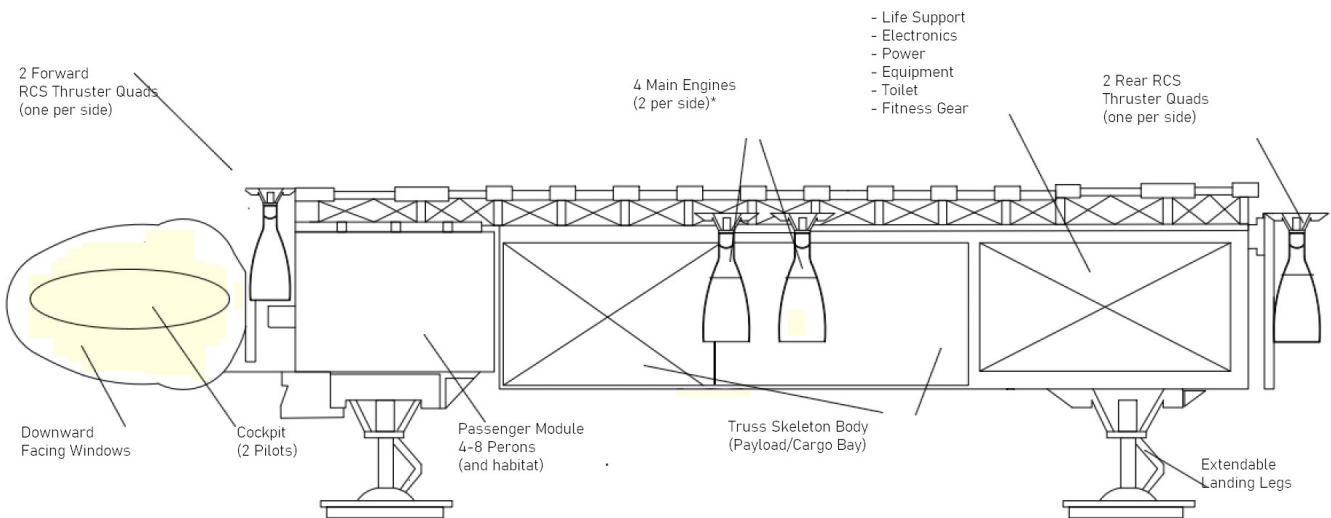 2 Forward
RCS Thruster Quads
(one per side)
4 Main Engines
(2 per side)*
- Life Support
- Electronics
- Power
- Equipment
- Toilet
- Fitness Gear
2 Rear RCS
Thruster Quads
(one per side)
Downward
Facing Windows
Cockpit
(2 Pilots)
Passenger Module
4-8 Perons
(and habitat)
Truss Skeleton Body
(Payload/Cargo Bay)
Extendable
Landing Legs